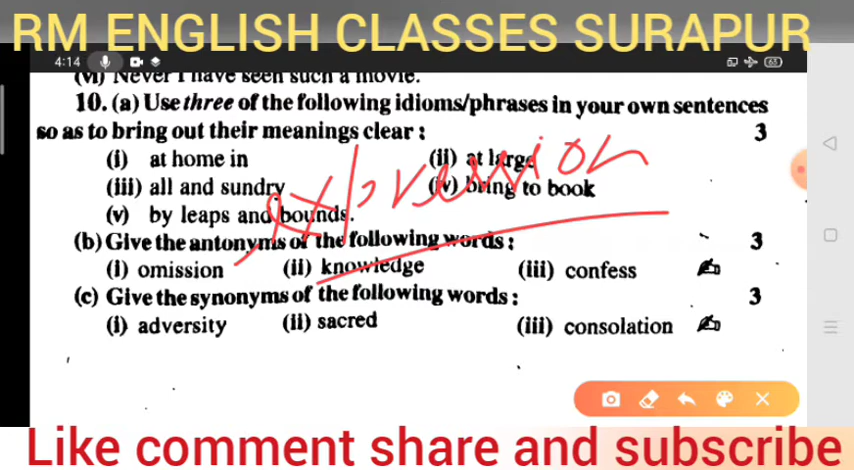 RM ENGLISH CLASSES SURAPUR
4:14 63
(vi) Never I have seen such a movie.
10. (a) Use three of the following idioms/phrases in your own sentences
so as to bring out their meanings clear : 3
(i) at home in (ii) at large
(iii) all and sundry (iv) bring to book
(v) by leaps and bounds.
expression
(b) Give the antonyms of the following words : 3
(i) omission (ii) knowledge (iii) confess
(c) Give the synonyms of the following words : 3
(i) adversity (ii) sacred (iii) consolation
Like comment share and subscribe